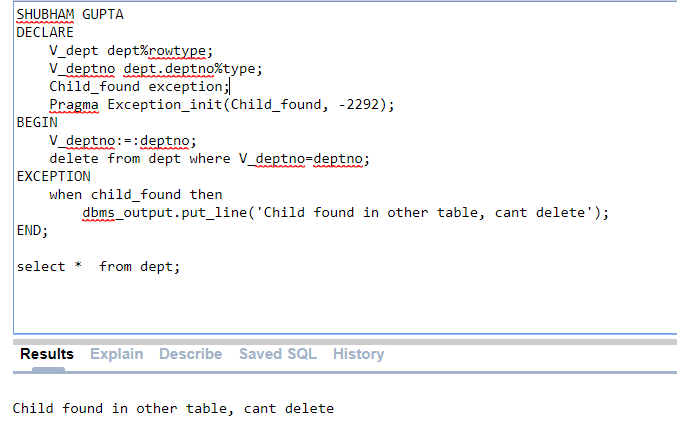 SHUBHAM GUPTA
DECLARE
    V_dept dept%rowtype;
    V_deptno dept.deptno%type;
    Child_found exception;
    Pragma Exception_init(Child_found, -2292);
BEGIN
    V_deptno:=:deptno;
    delete from dept where V_deptno=deptno;
EXCEPTION
    when child_found then
        dbms_output.put_line('Child found in other table, cant delete');
END;

select *  from dept;
Results Explain Describe Saved SQL History
Child found in other table, cant delete